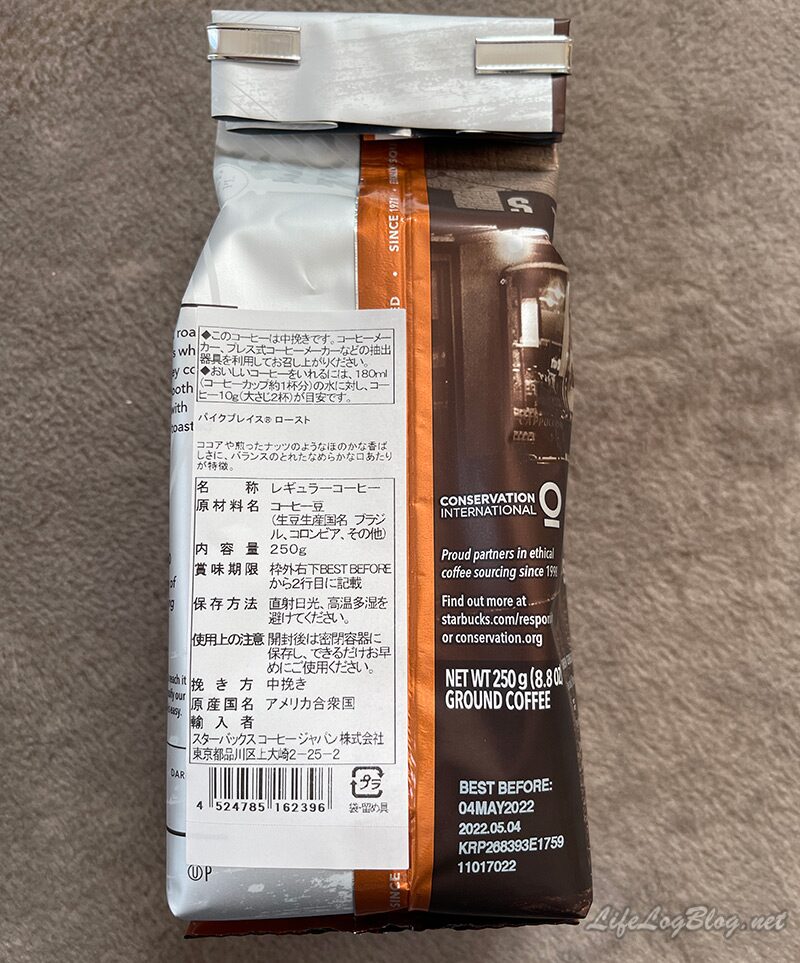 SINCE 1971
◆このコーヒーは中挽きです。コーヒーメー
カー、プレス式コーヒーメーカーなどの抽出
器具を利用してお召し上がりください。
◆おいしいコーヒーをいれるには、180ml
(コーヒーカップ約1杯分)の水に対し、コー
ヒー10g(大さじ2杯)が目安です。
パイクプレイス® ロースト
ココアや煎ったナッツのようなほのかな香ば
しさに、バランスのとれたなめらかな口あたり
が特徴。
名称 レギュラーコーヒー
原材料名 コーヒー豆
(生豆生産国名 ブラジ
ル、コロンビア、その他)
内容量 250g
賞味期限 枠外右下BEST BEFORE
から2行目に記載
保存方法 直射日光、高温多湿を
避けてください。
使用上の注意 開封後は密閉容器に
保存し、できるだけお早
めにご使用ください。
挽き方 中挽き
原産国名 アメリカ合衆国
輸入者
スターバックスコーヒージャパン株式会社
東京都品川区上大崎2-25-2
4 524785 162396
プラ
袋・留め具
with
UP
SINCE
CONSERVATION
INTERNATIONAL
Proud partners in ethical
coffee sourcing since
Find out more at
starbucks.com/respon
or conservation.org
NET WT 250 g (8.8 OZ
GROUND COFFEE
BEST BEFORE:
04MAY2022
2022.05.04
KRP268393E1759
11017022
LifeLogBlog.net